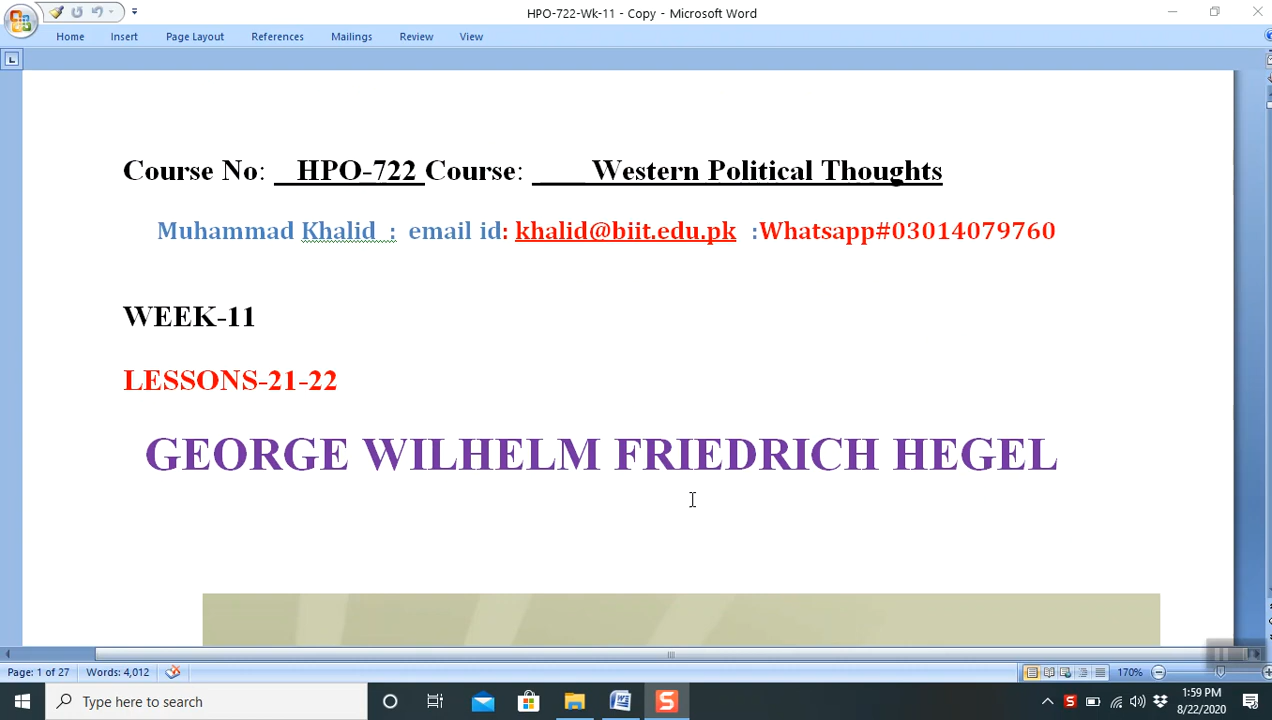 HPO-722-Wk-11 - Copy - Microsoft Word
Home Insert Page Layout References Mailings Review View
Course No: HPO-722 Course: ____ Western Political Thoughts
Muhammad Khalid : email id: khalid@biit.edu.pk :Whatsapp#03014079760
WEEK-11
LESSONS-21-22
GEORGE WILHELM FRIEDRICH HEGEL
Page: 1 of 27 Words: 4,012 170%
Type here to search 1:59 PM
8/22/2020